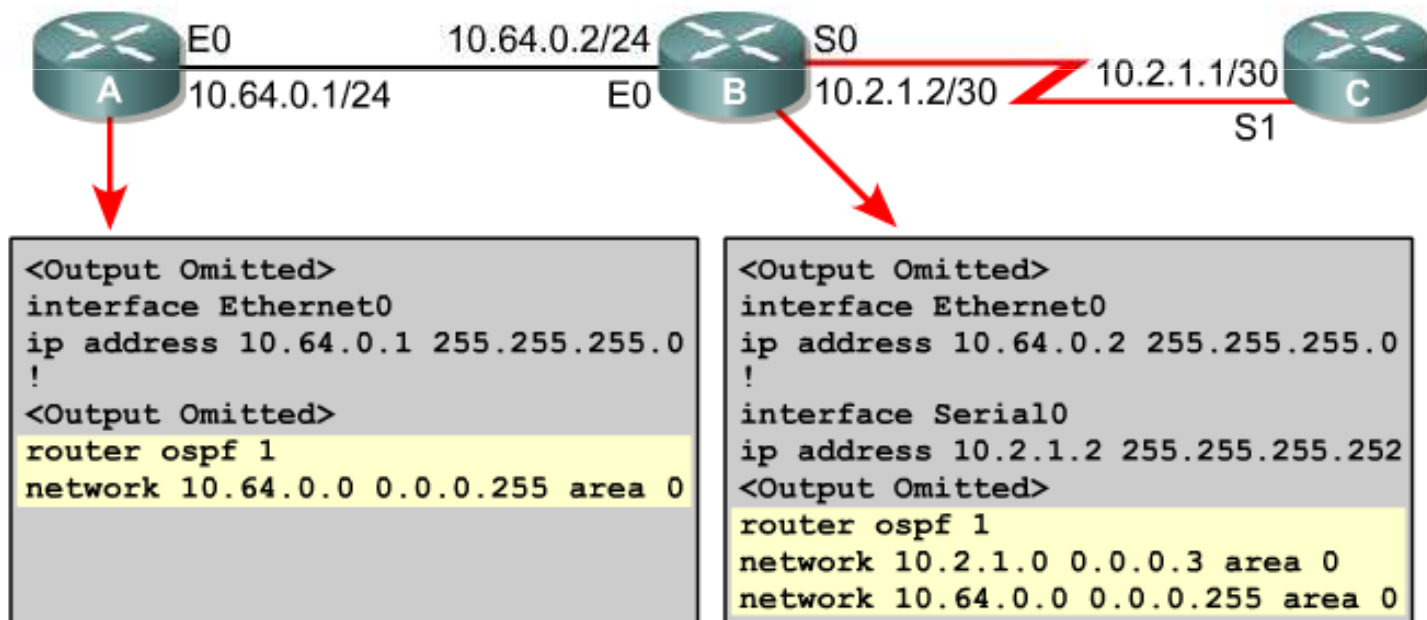 E0
10.64.0.2/24
S0
A
10.64.0.1/24
E0
B
10.2.1.2/30
10.2.1.1/30
C
S1
<Output Omitted>
interface Ethernet0
ip address 10.64.0.1 255.255.255.0
!
<Output Omitted>
router ospf 1
network 10.64.0.0 0.0.0.255 area 0
<Output Omitted>
interface Ethernet0
ip address 10.64.0.2 255.255.255.0
!
interface Serial0
ip address 10.2.1.2 255.255.255.252
<Output Omitted>
router ospf 1
network 10.2.1.0 0.0.0.3 area 0
network 10.64.0.0 0.0.0.255 area 0